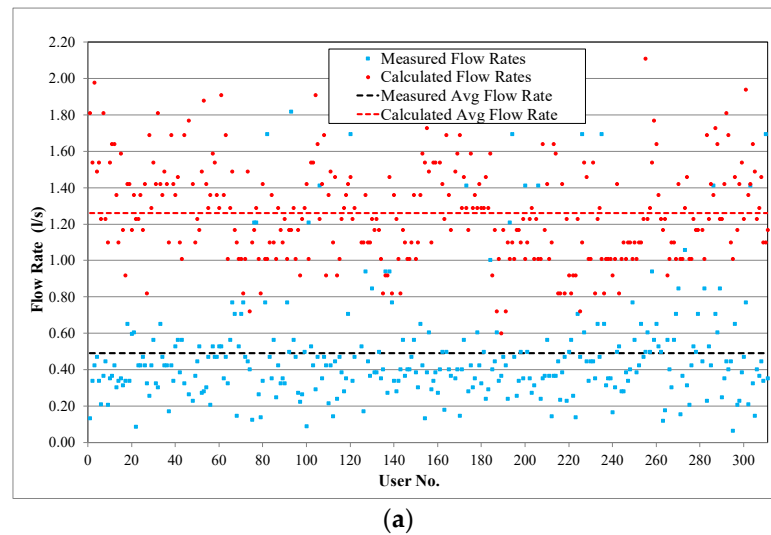 2.20
2.00
1.80
1.60
1.40
1.20
1.00
0.80
0.60
0.40
0.20
0.00
Flow Rate (l/s)
Measured Flow Rates
Calculated Flow Rates
Measured Avg Flow Rate
Calculated Avg Flow Rate
0 20 40 60 80 100 120 140 160 180 200 220 240 260 280 300
User No.
(a)